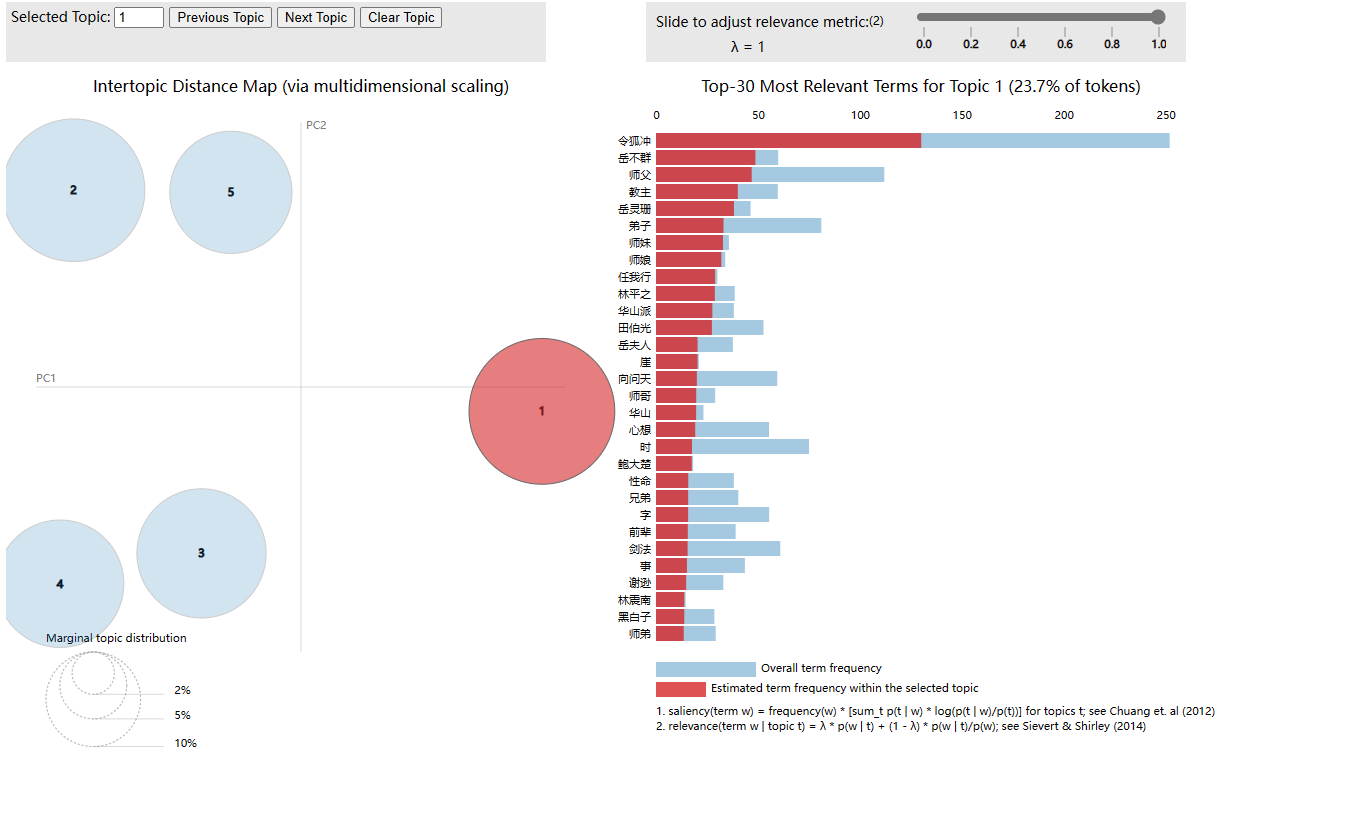 Selected Topic: 1 Previous Topic Next Topic Clear Topic
Slide to adjust relevance metric:(2)
λ = 1
0.0 0.2 0.4 0.6 0.8 1.0
Intertopic Distance Map (via multidimensional scaling)
PC2
PC1
2
5
1
3
4
Marginal topic distribution
2%
5%
10%
Top-30 Most Relevant Terms for Topic 1 (23.7% of tokens)
0 50 100 150 200 250
令狐冲
岳不群
师父
教主
岳灵珊
弟子
师妹
师娘
任我行
林平之
华山派
田伯光
岳夫人
崖
向问天
师哥
华山
心想
时
鲍大楚
性命
兄弟
字
前辈
剑法
事
谢逊
林震南
黑白子
师弟
Overall term frequency
Estimated term frequency within the selected topic
1. saliency(term w) = frequency(w) * [sum_t p(t | w) * log(p(t | w)/p(t))] for topics t; see Chuang et. al (2012)
2. relevance(term w | topic t) = λ * p(w | t) + (1 - λ) * p(w | t)/p(w); see Sievert & Shirley (2014)